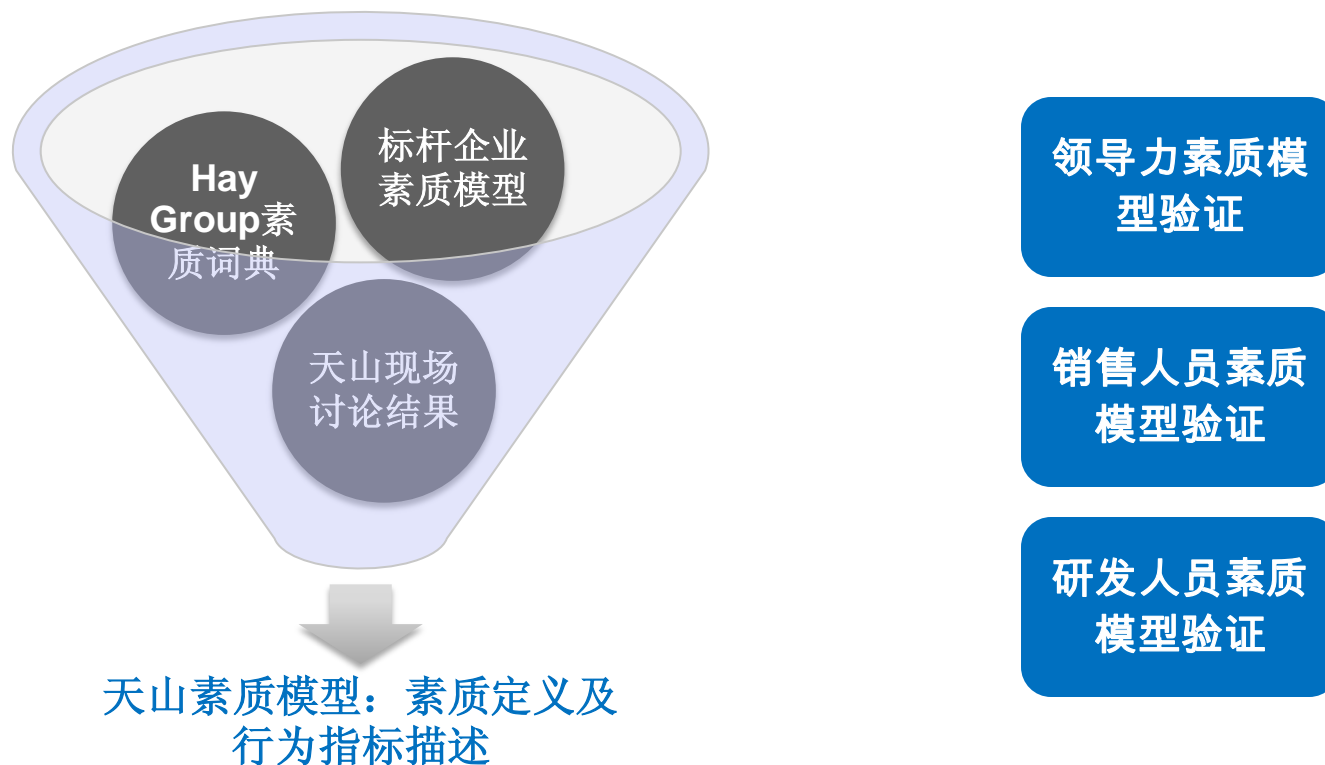 Hay
Group素
质词典
标杆企业
素质模型
天山现场
讨论结果
天山素质模型：素质定义及
行为指标描述
领导力素质模
型验证
销售人员素质
模型验证
研发人员素质
模型验证